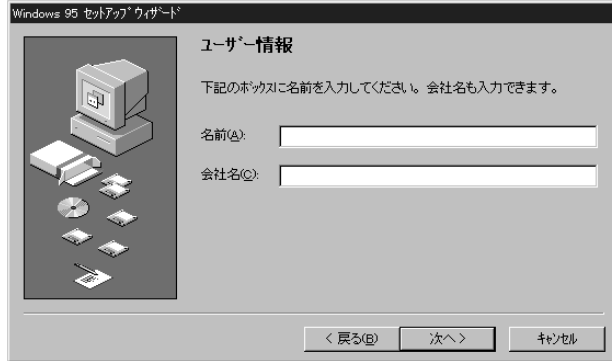 Windows 95 セットアップ ウィザード
ユーザー情報
下記のボックスに名前を入力してください。会社名も入力できます。
名前(A):
会社名(C):
< 戻る(B)
次へ >
キャンセル